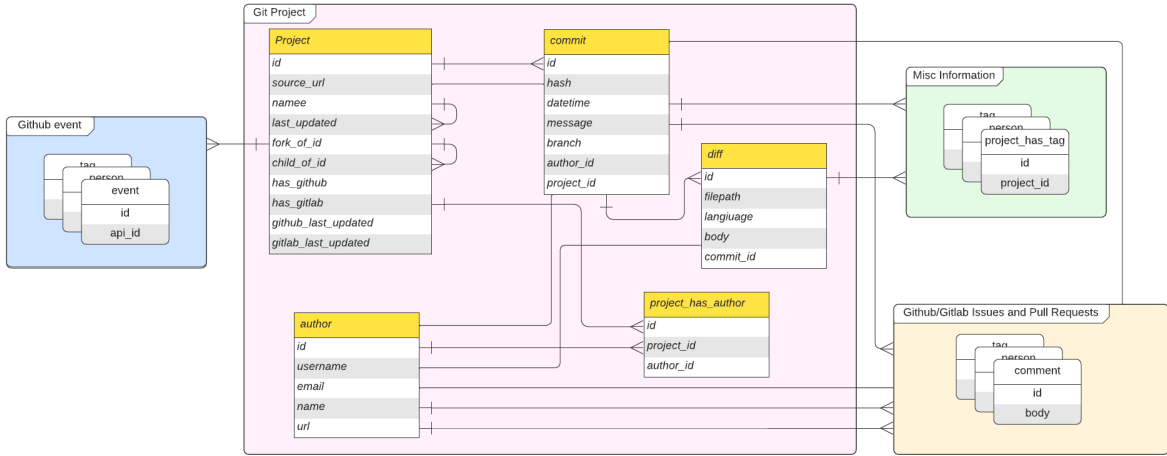 Git Project
Project
id
source_url
namee
last_updated
fork_of_id
child_of_id
has_github
has_gitlab
github_last_updated
gitlab_last_updated
commit
id
hash
datetime
message
branch
author_id
project_id
diff
id
filepath
langiuage
body
commit_id
author
id
username
email
name
url
project_has_author
id
project_id
author_id
Github event
tag
person
event
id
api_id
Misc Information
tag
person
project_has_tag
id
project_id
Github/Gitlab Issues and Pull Requests
tag
person
comment
id
body